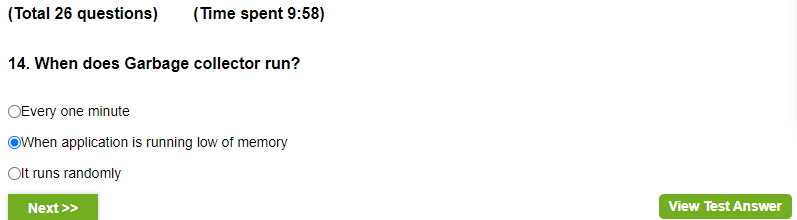 (Total 26 questions) (Time spent 9:58)
14. When does Garbage collector run?
Every one minute
When application is running low of memory
It runs randomly
Next >> View Test Answer